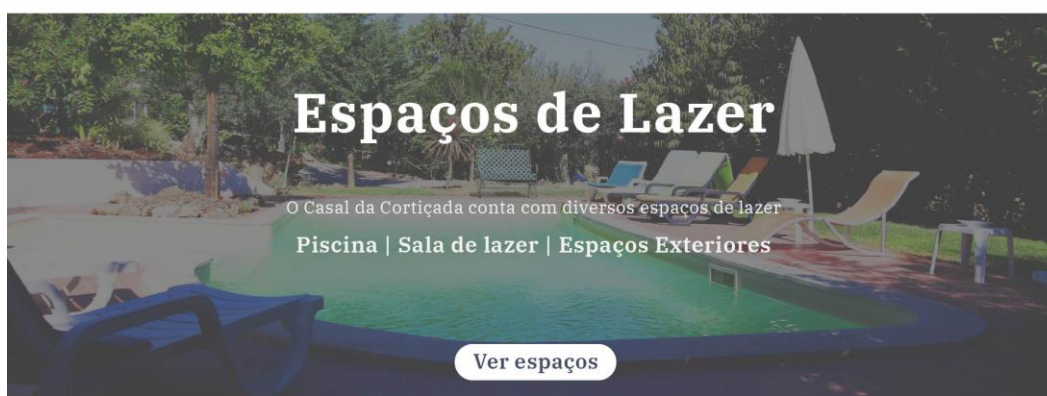 Espaços de Lazer
O Casal da Cortiçada conta com diversos espaços de lazer
Piscina | Sala de lazer | Espaços Exteriores
Ver espaços